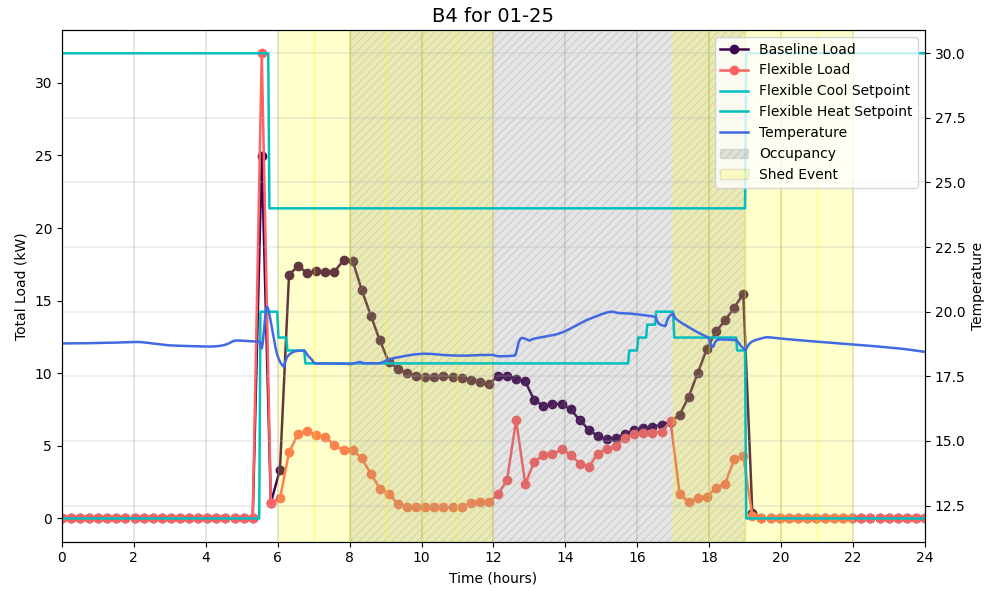 B4 for 01-25
Total Load (kW)
30
25
20
15
10
5
0
Baseline Load
Flexible Load
Flexible Cool Setpoint
Flexible Heat Setpoint
Temperature
Occupancy
Shed Event
30.0
27.5
25.0
22.5
20.0
17.5
15.0
12.5
Temperature
0 2 4 6 8 10 12 14 16 18 20 22 24
Time (hours)